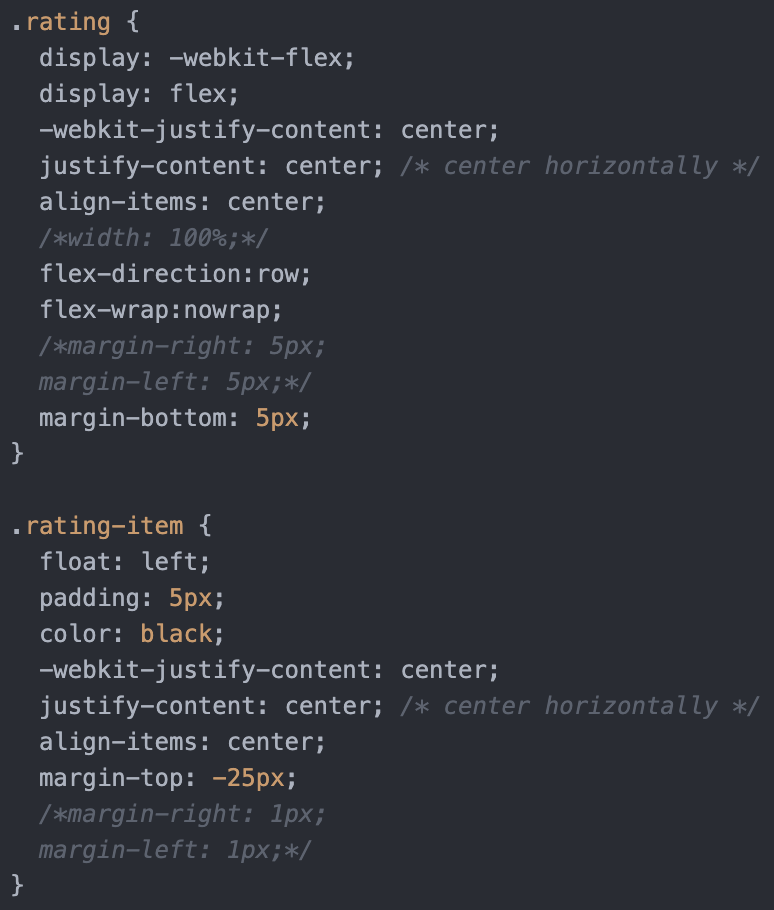 .rating {
  display: -webkit-flex;
  display: flex;
  -webkit-justify-content: center;
  justify-content: center; /* center horizontally */
  align-items: center;
  /*width: 100%;*/
  flex-direction:row;
  flex-wrap:nowrap;
  /*margin-right: 5px;
  margin-left: 5px;*/
  margin-bottom: 5px;
}

.rating-item {
  float: left;
  padding: 5px;
  color: black;
  -webkit-justify-content: center;
  justify-content: center; /* center horizontally */
  align-items: center;
  margin-top: -25px;
  /*margin-right: 1px;
  margin-left: 1px;*/
}